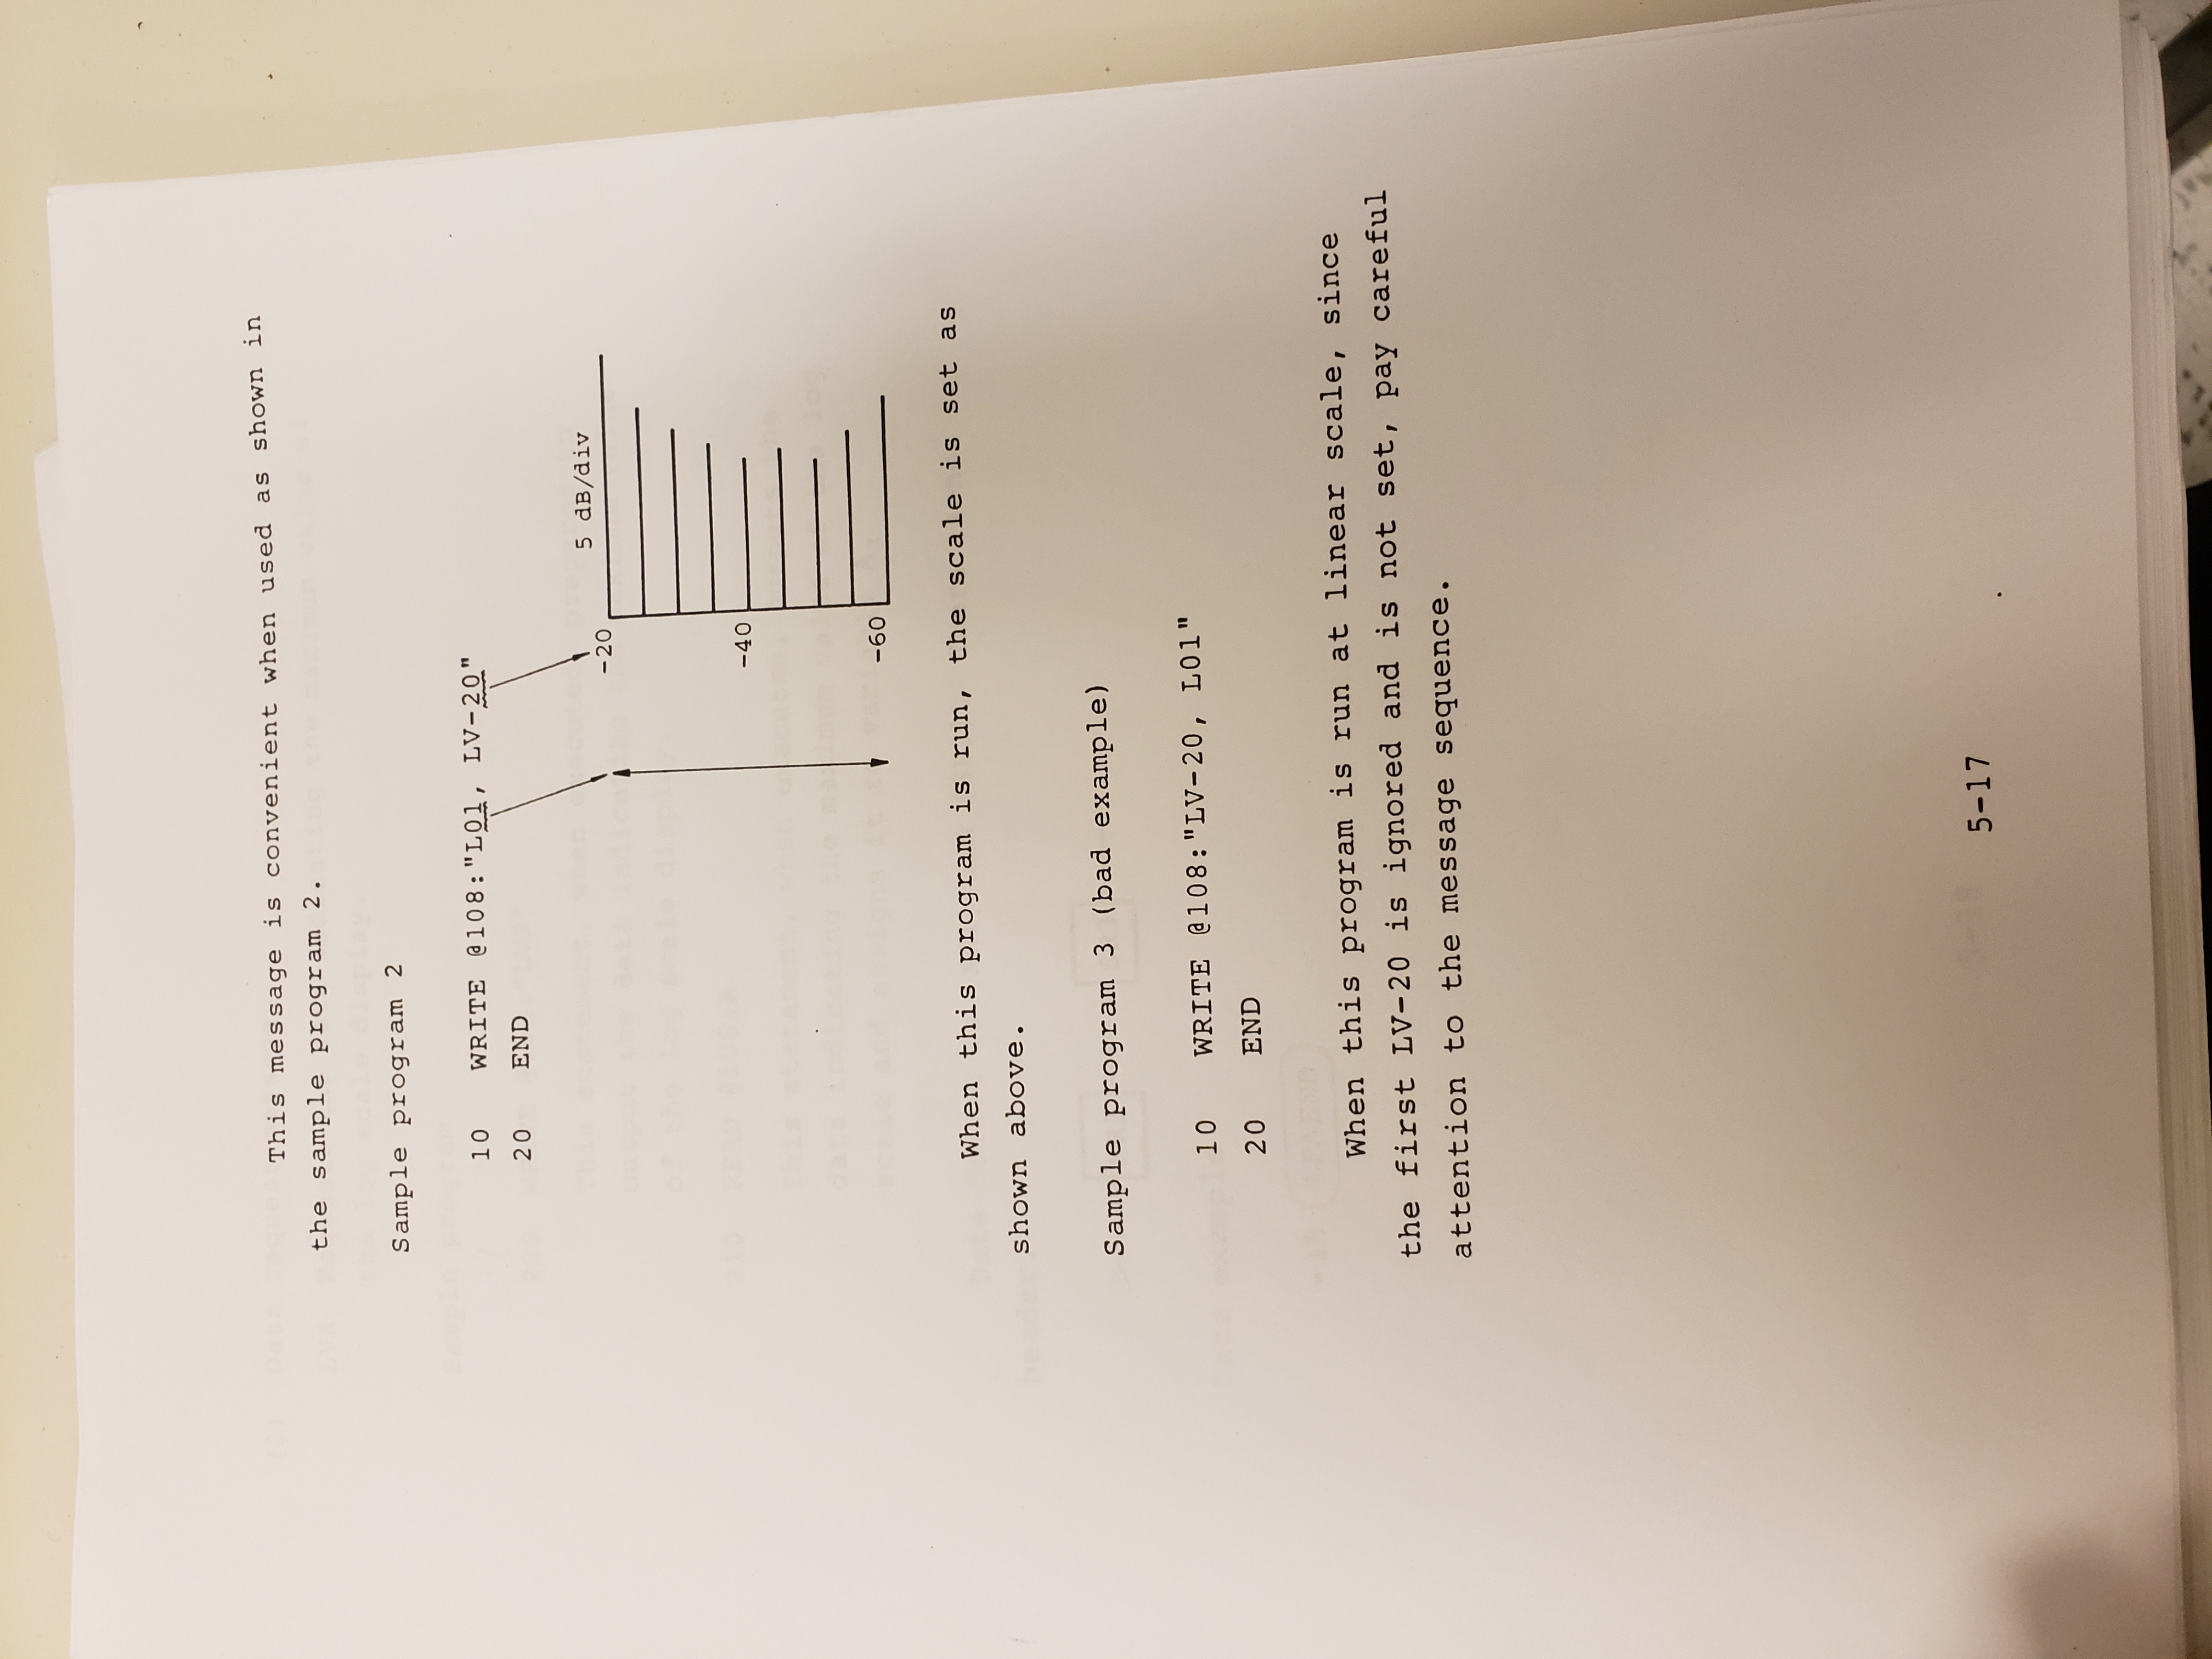 This message is convenient when used as shown in
the sample program 2.
Sample program 2
10 WRITE @108:"L01, LV-20"
20 END
5 dB/div
-20
-40
-60
When this program is run, the scale is set as
shown above.
Sample program 3 (bad example)
10 WRITE @108:"LV-20, L01"
20 END
When this program is run at linear scale, since
the first LV-20 is ignored and is not set, pay careful
attention to the message sequence.
5-17